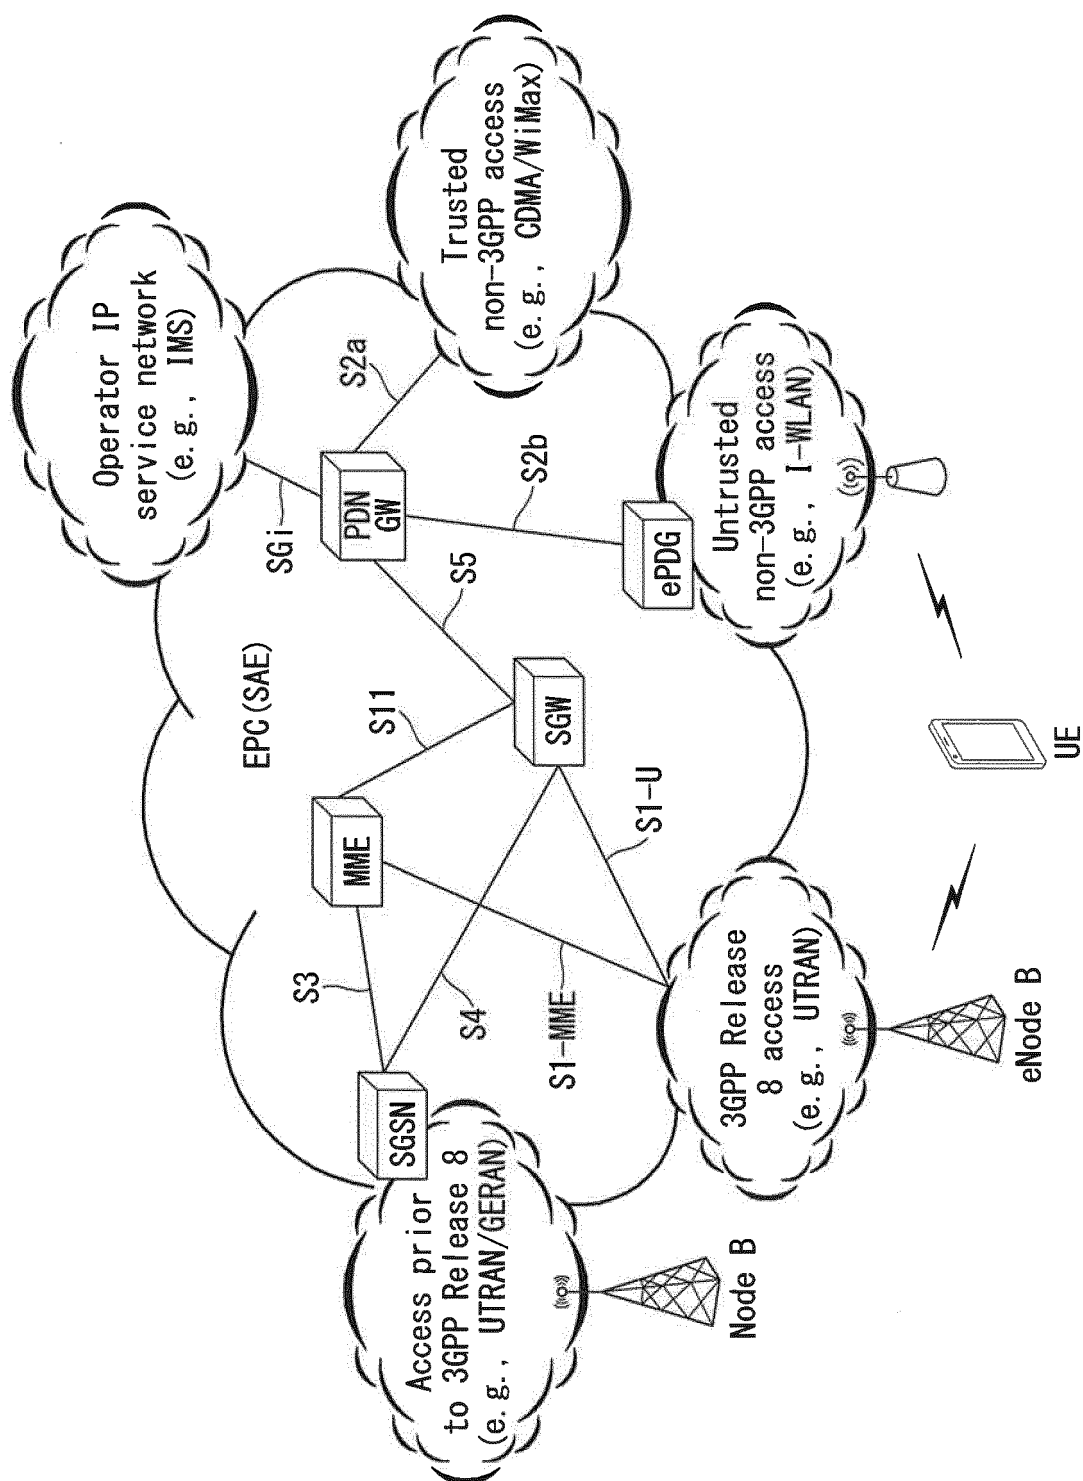 Operator IP
service network
(e.g., IMS)
Trusted
non-3GPP access
(e.g., CDMA/WiMax)
SGi
S2a
PDN
GW
EPC(SAE)
S5
S2b
S11
MME
SGW
ePDG
S3
SGSN
S4
S1-MME
S1-U
Untrusted
non-3GPP access
(e.g., I-WLAN)
Access prior
to 3GPP Release 8
(e.g., UTRAN/GERAN)
3GPP Release
8 access
(e.g., UTRAN)
Node B
eNode B
UE